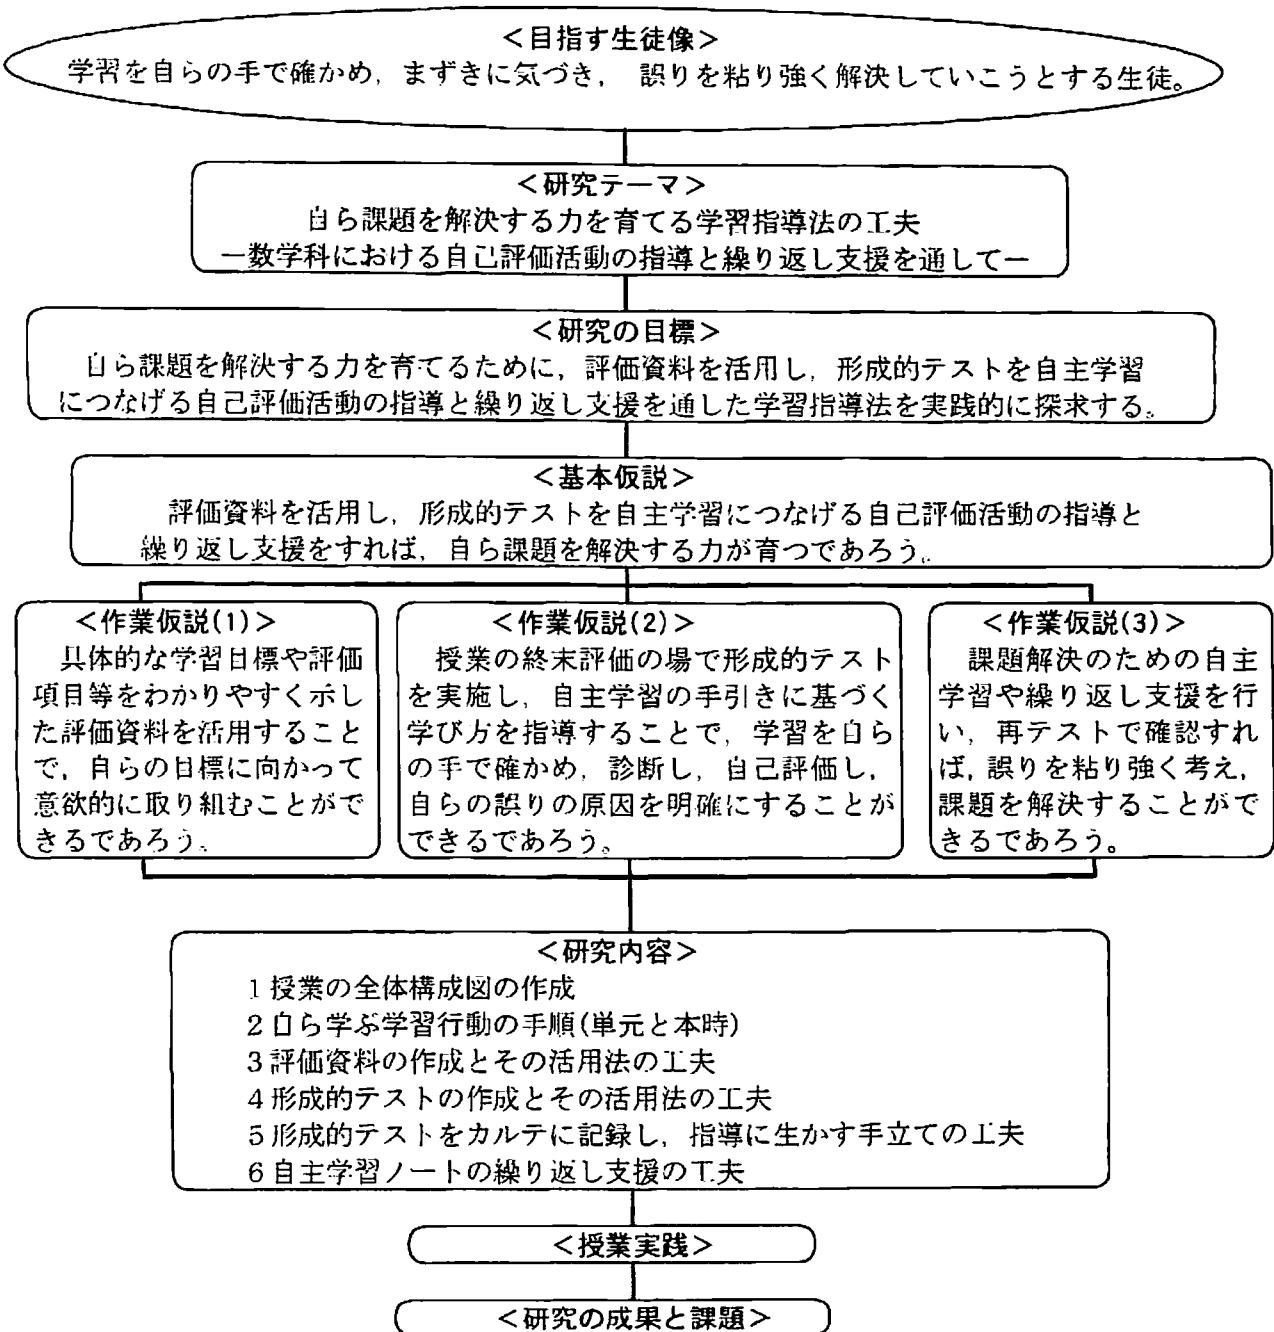 ＜目指す生徒像＞
学習を自らの手で確かめ，まずきに気づき，　誤りを粘り強く解決していこうとする生徒。
＜研究テーマ＞
自ら課題を解決する力を育てる学習指導法の工夫
ー数学科における自己評価活動の指導と繰り返し支援を通してー
＜研究の目標＞
自ら課題を解決する力を育てるために，評価資料を活用し，形成的テストを自主学習
につなげる自己評価活動の指導と繰り返し支援を通した学習指導法を実践的に探求する。
＜基本仮説＞
評価資料を活用し，形成的テストを自主学習につなげる自己評価活動の指導と
繰り返し支援をすれば，自ら課題を解決する力が育つであろう。
＜作業仮説(1)＞
具体的な学習目標や評価
項目等をわかりやすく示し
た評価資料を活用すること
で，自らの目標に向かって
意欲的に取り組むことがで
きるであろう。
＜作業仮説(2)＞
授業の終末評価の場で形成的テスト
を実施し，自主学習の手引きに基づく
学び方を指導することで，学習を自ら
の手で確かめ，診断し，自己評価し，
自らの誤りの原因を明確にすることが
できるであろう。
＜作業仮説(3)＞
課題解決のための自主
学習や繰り返し支援を行
い，再テストで確認すれ
ば，誤りを粘り強く考え，
課題を解決することがで
きるであろう。
＜研究内容＞
1 授業の全体構成図の作成
2 自ら学ぶ学習行動の手順(単元と本時)
3 評価資料の作成とその活用法の工夫
4 形成的テストの作成とその活用法の工夫
5 形成的テストをカルテに記録し，指導に生かす手立ての工夫
6 自主学習ノートの繰り返し支援の工夫
＜授業実践＞
＜研究の成果と課題＞